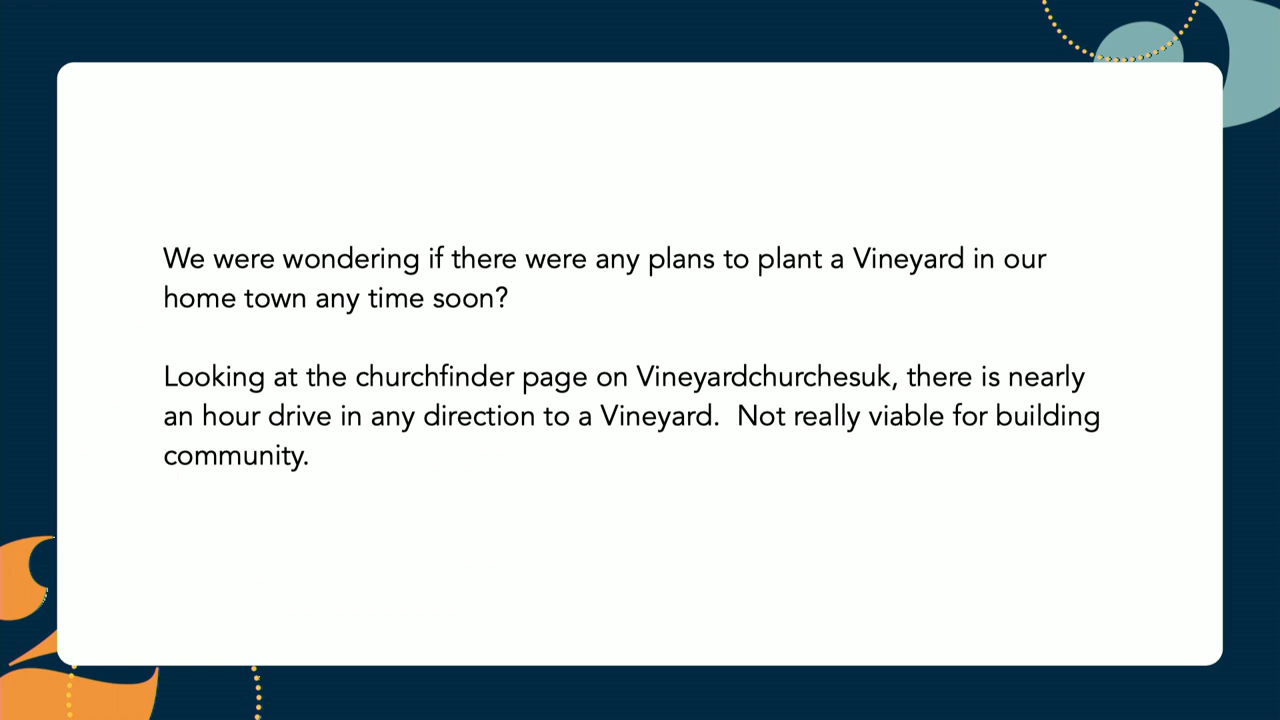 We were wondering if there were any plans to plant a Vineyard in our
home town any time soon?
Looking at the churchfinder page on Vineyardchurchesuk, there is nearly
an hour drive in any direction to a Vineyard.  Not really viable for building
community.